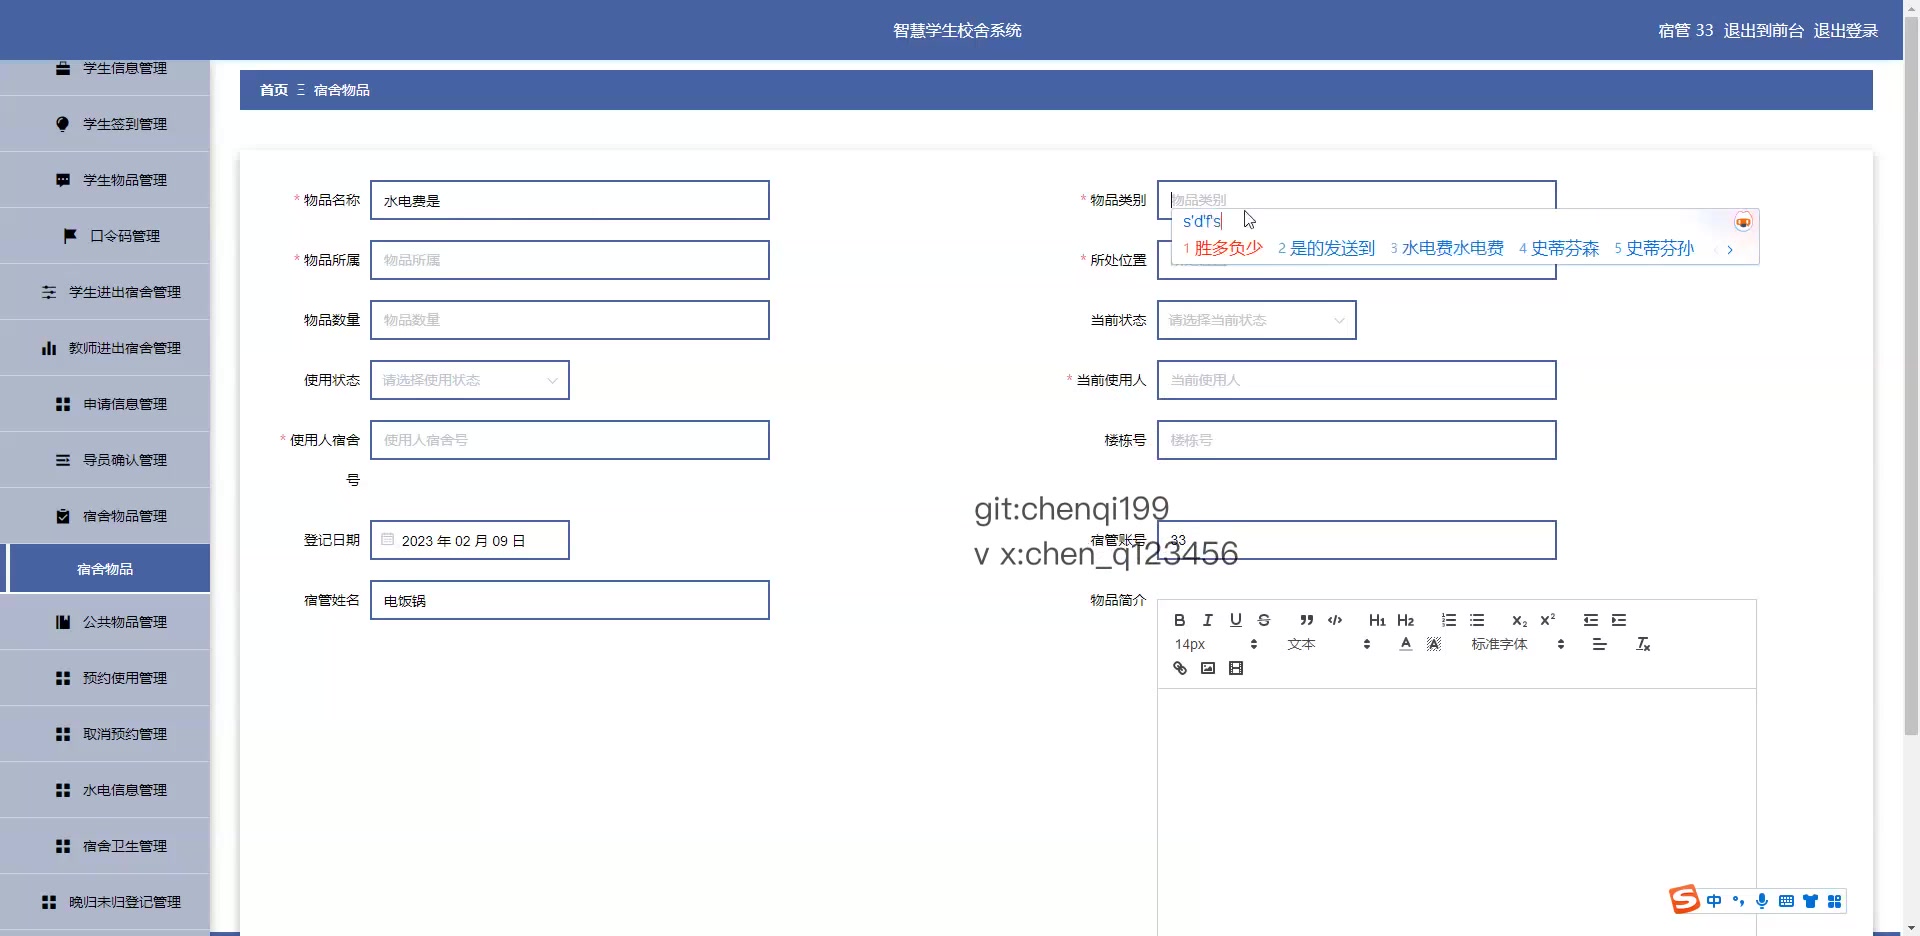 智慧学生校舍系统
宿管 33 退出到前台 退出登录
学生信息管理
学生签到管理
学生物品管理
口令码管理
学生进出宿舍管理
教师进出宿舍管理
申请信息管理
导员确认管理
宿舍物品管理
宿舍物品
公共物品管理
预约使用管理
取消预约管理
水电信息管理
宿舍卫生管理
晚归未归登记管理
首页 Ξ 宿舍物品
* 物品名称 水电费是
* 物品类别 物品类别
s'd'f's
1 胜多负少 2 是的发送到 3 水电费水电费 4 史蒂芬森 5 史蒂芬孙
* 物品所属 物品所属
* 所处位置
物品数量 物品数量
当前状态 请选择当前状态
使用状态 请选择使用状态
* 当前使用人 当前使用人
* 使用人宿舍号 使用人宿舍号
楼栋号 楼栋号
git:chenqi199
登记日期 2023 年 02 月 09 日
宿管账号 33
v x:chen_q123456
宿管姓名 电饭锅
物品简介
B I U S ” </> H1 H2 x₂ x²
14px 文本 A A 标准字体 Tx
S 中